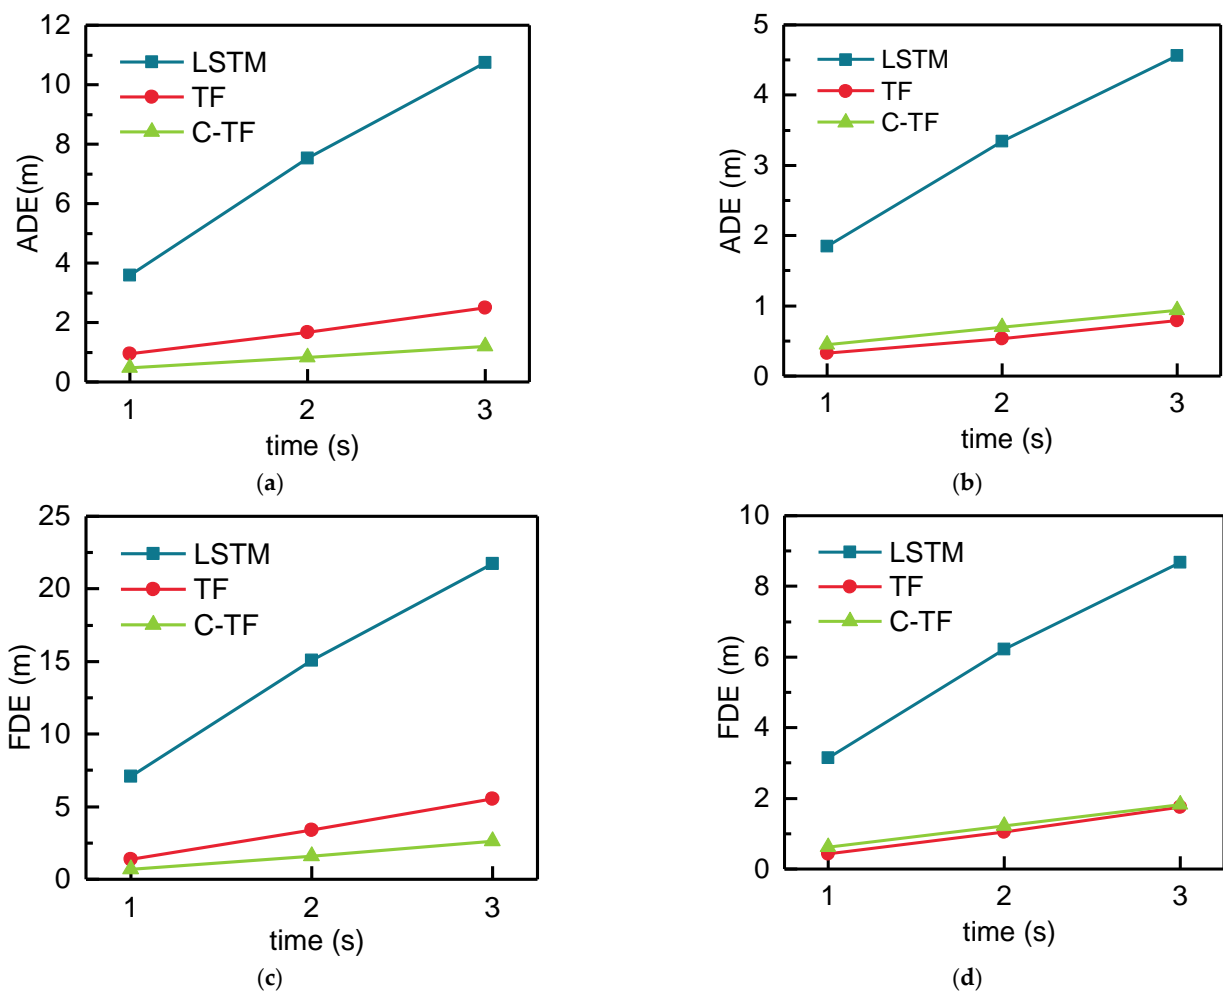 12
10
8
6
4
2
0
ADE(m)
LSTM
TF
C-TF
1 2 3
time (s)
(a)
5
4
3
2
1
0
ADE (m)
LSTM
TF
C-TF
1 2 3
time (s)
(b)
25
20
15
10
5
0
FDE (m)
LSTM
TF
C-TF
1 2 3
time (s)
(c)
10
8
6
4
2
0
FDE (m)
LSTM
TF
C-TF
1 2 3
time (s)
(d)